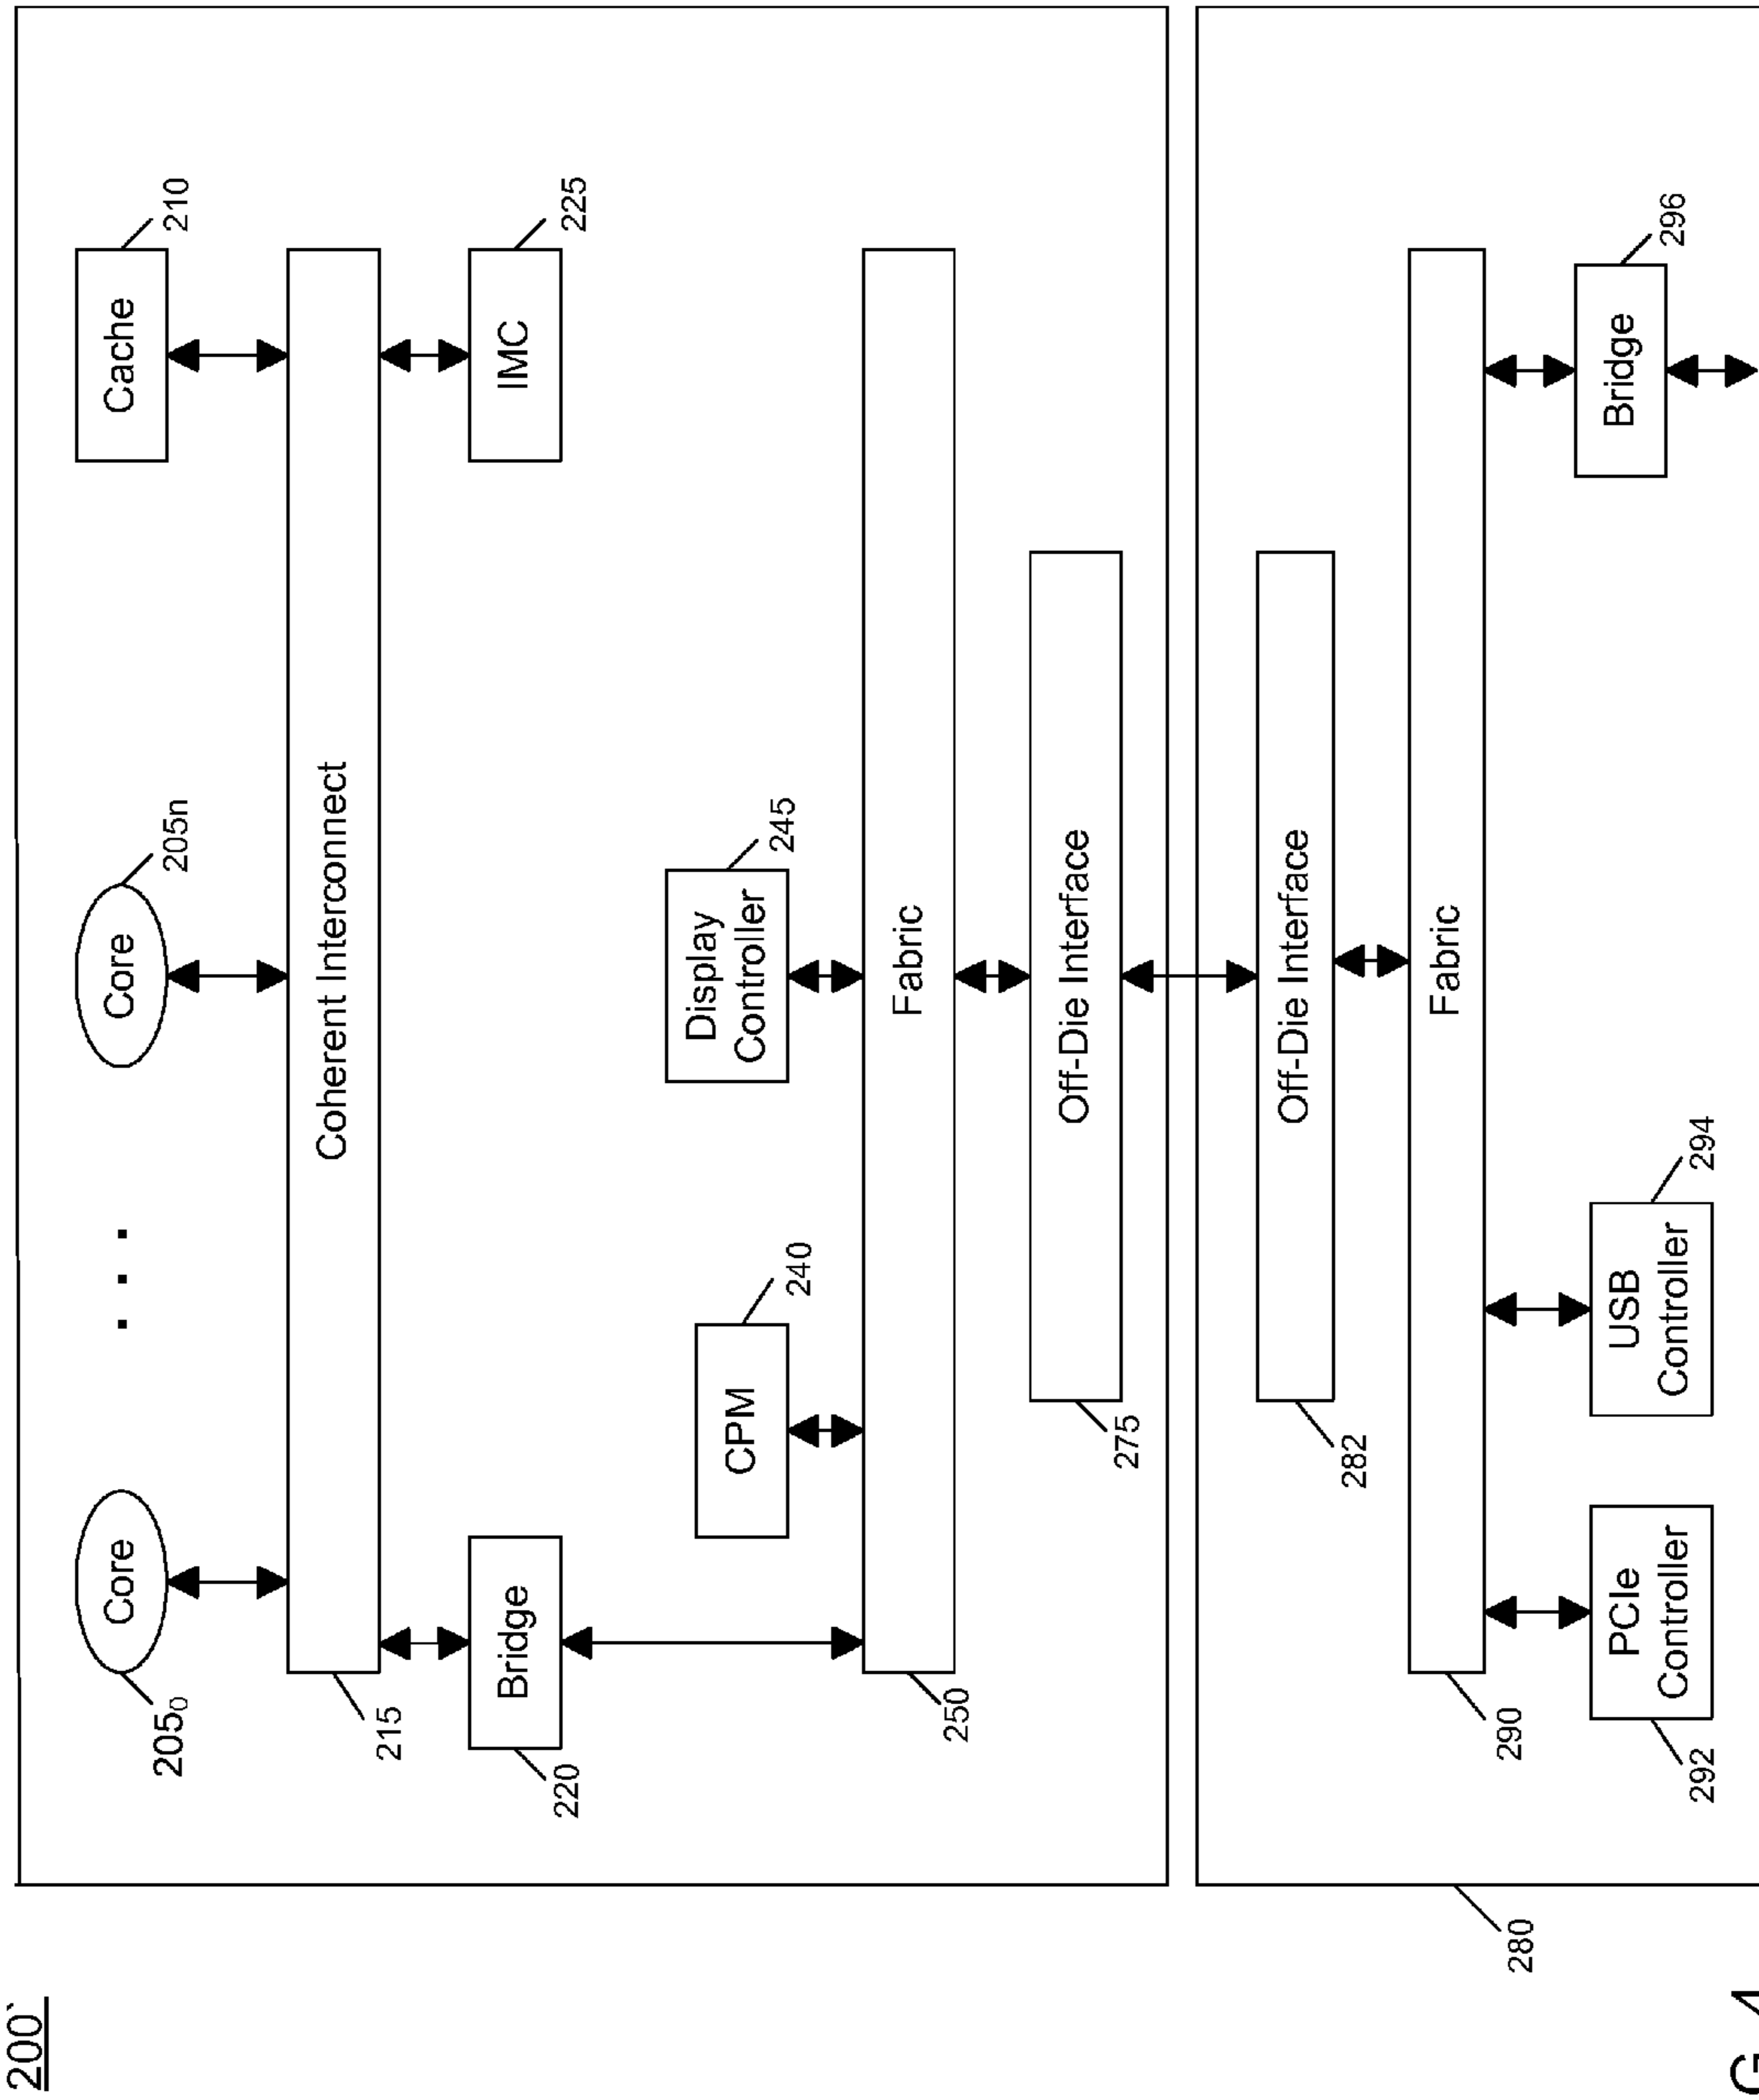 200`
Core
205₀
. . .
Core
205n
Cache
210
Coherent Interconnect
215
Bridge
220
IMC
225
CPM
240
Display
Controller
245
Fabric
250
Off-Die Interface
275
280
Off-Die Interface
282
Fabric
290
PCIe
Controller
292
USB
Controller
294
Bridge
296
G. 4